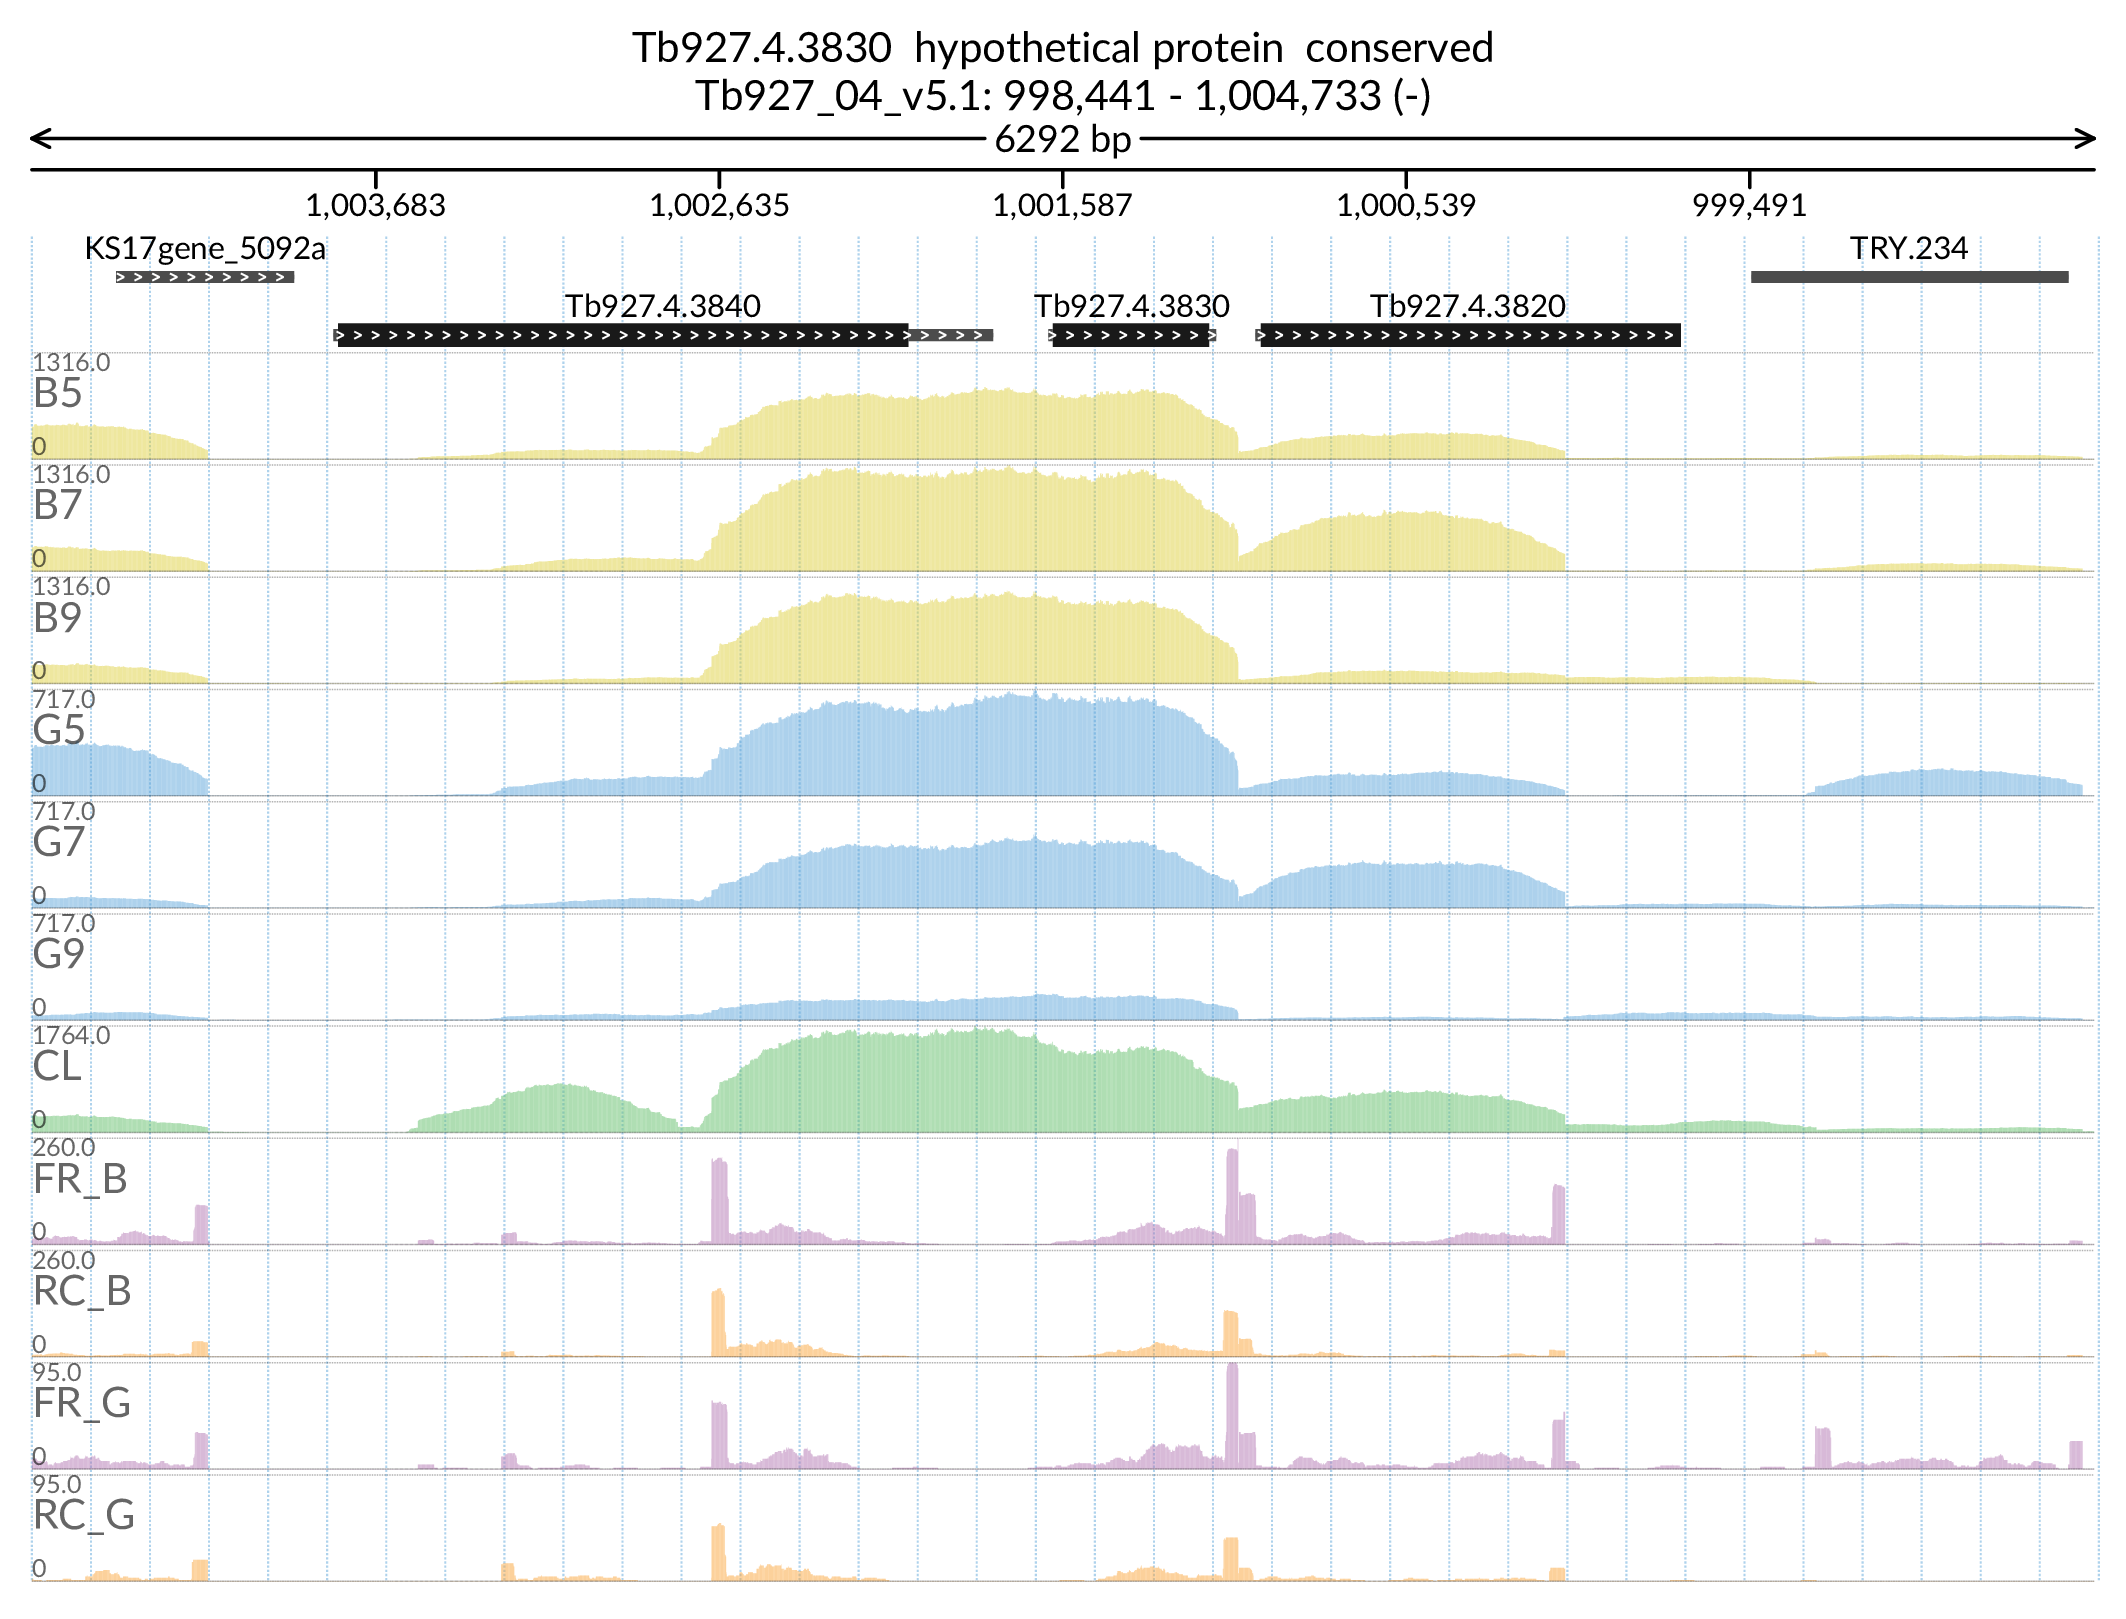 Tb927.4.3830  hypothetical protein  conserved
Tb927_04_v5.1: 998,441 - 1,004,733 (-)
6292 bp
1,003,683 1,002,635 1,001,587 1,000,539 999,491
KS17gene_5092a TRY.234
Tb927.4.3840 Tb927.4.3830 Tb927.4.3820
1316.0
B5
0
1316.0
B7
0
1316.0
B9
0
717.0
G5
0
717.0
G7
0
717.0
G9
0
1764.0
CL
0
260.0
FR_B
0
260.0
RC_B
0
95.0
FR_G
0
95.0
RC_G
0